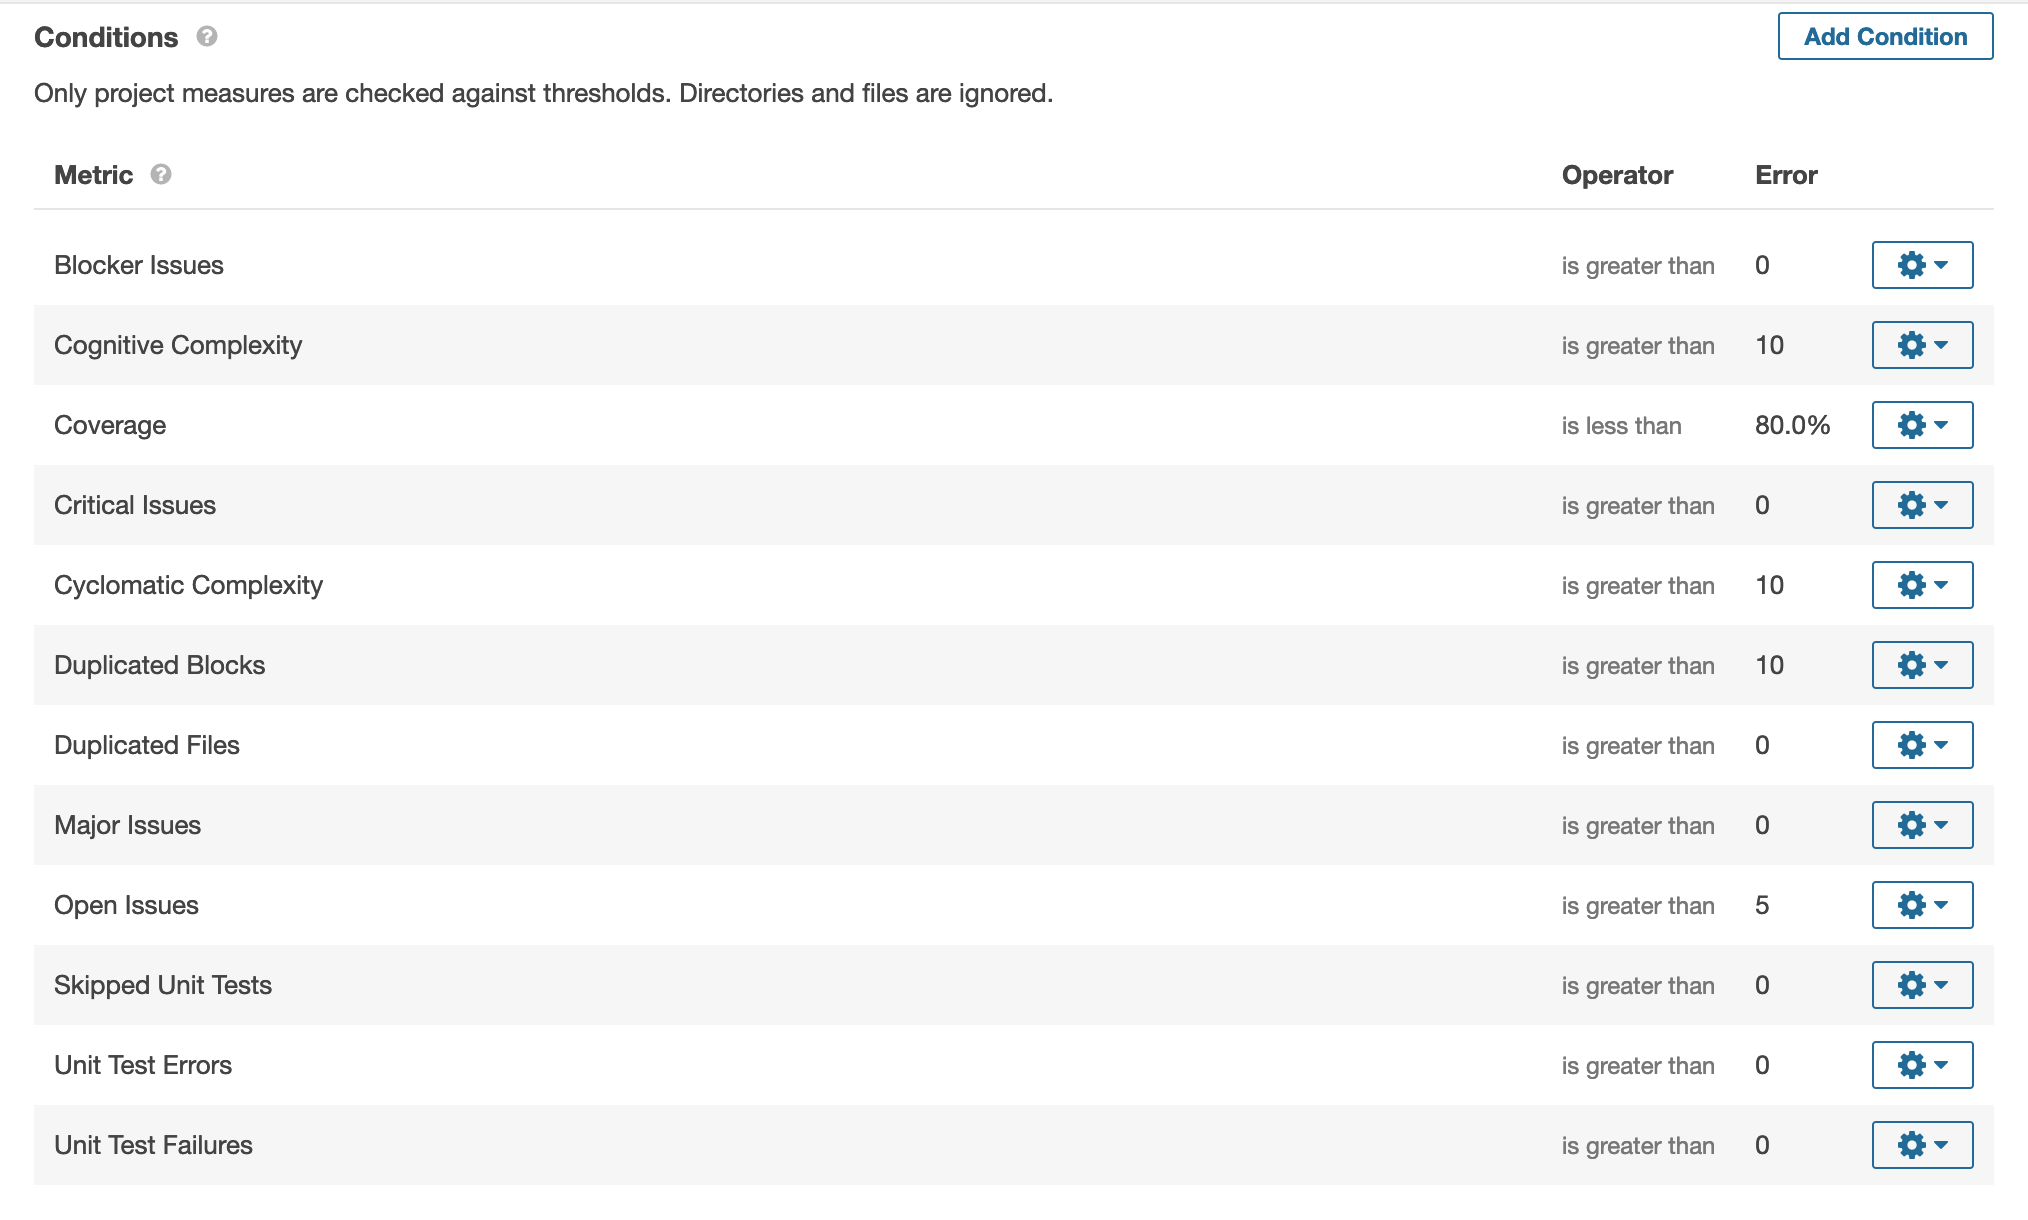 Conditions
Add Condition
Only project measures are checked against thresholds. Directories and files are ignored.
Metric Operator Error
Blocker Issues is greater than 0
Cognitive Complexity is greater than 10
Coverage is less than 80.0%
Critical Issues is greater than 0
Cyclomatic Complexity is greater than 10
Duplicated Blocks is greater than 10
Duplicated Files is greater than 0
Major Issues is greater than 0
Open Issues is greater than 5
Skipped Unit Tests is greater than 0
Unit Test Errors is greater than 0
Unit Test Failures is greater than 0